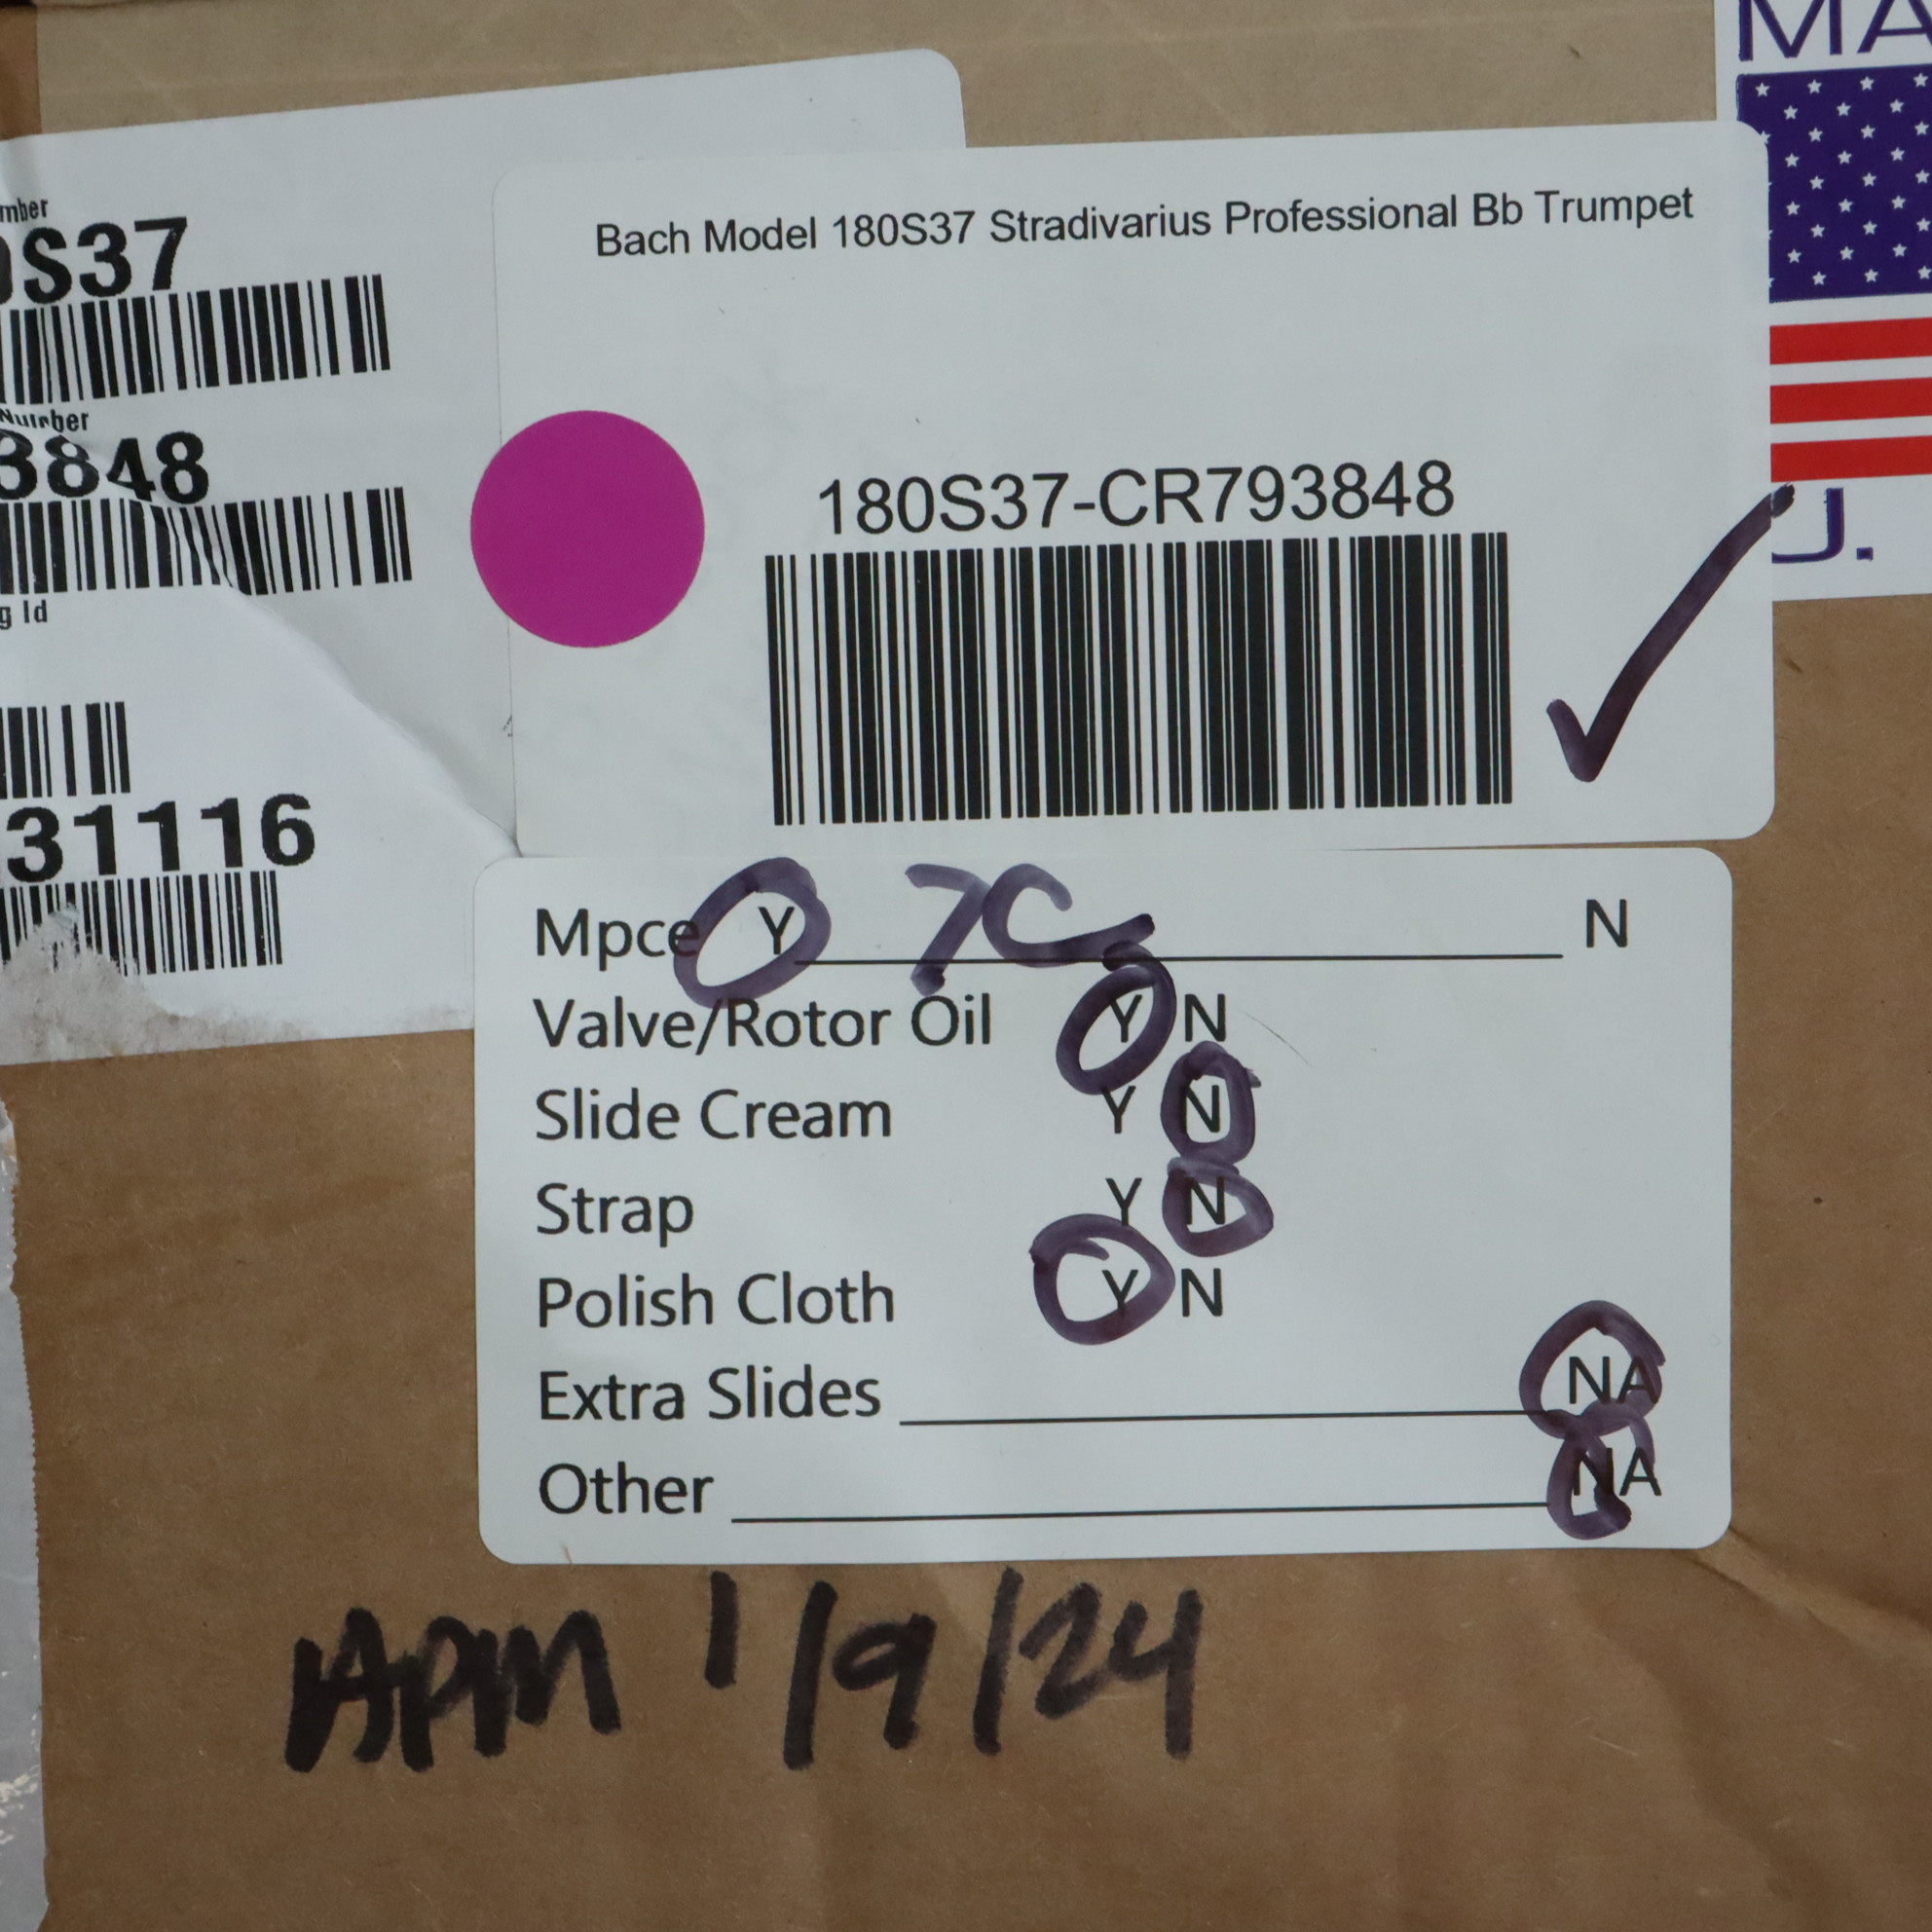 mber
S37
Number
3848
g Id
31116
MA
U.
Bach Model 180S37 Stradivarius Professional Bb Trumpet
180S37-CR793848
Mpce Y 7C N
Valve/Rotor Oil Y N
Slide Cream Y N
Strap Y N
Polish Cloth Y N
Extra Slides NA
Other NA
APM 1/9/24